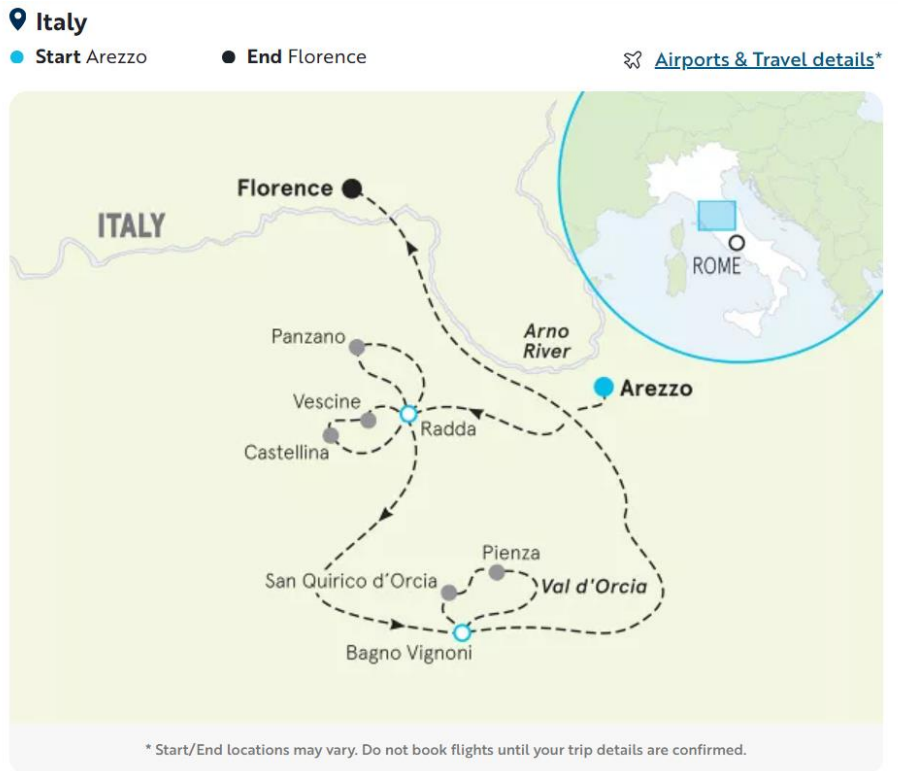 Italy
Start Arezzo
End Florence
Airports & Travel details*
Florence
ITALY
ROME
Panzano
Arno
River
Arezzo
Vescine
Radda
Castellina
Pienza
San Quirico d'Orcia
Val d'Orcia
Bagno Vignoni
* Start/End locations may vary. Do not book flights until your trip details are confirmed.